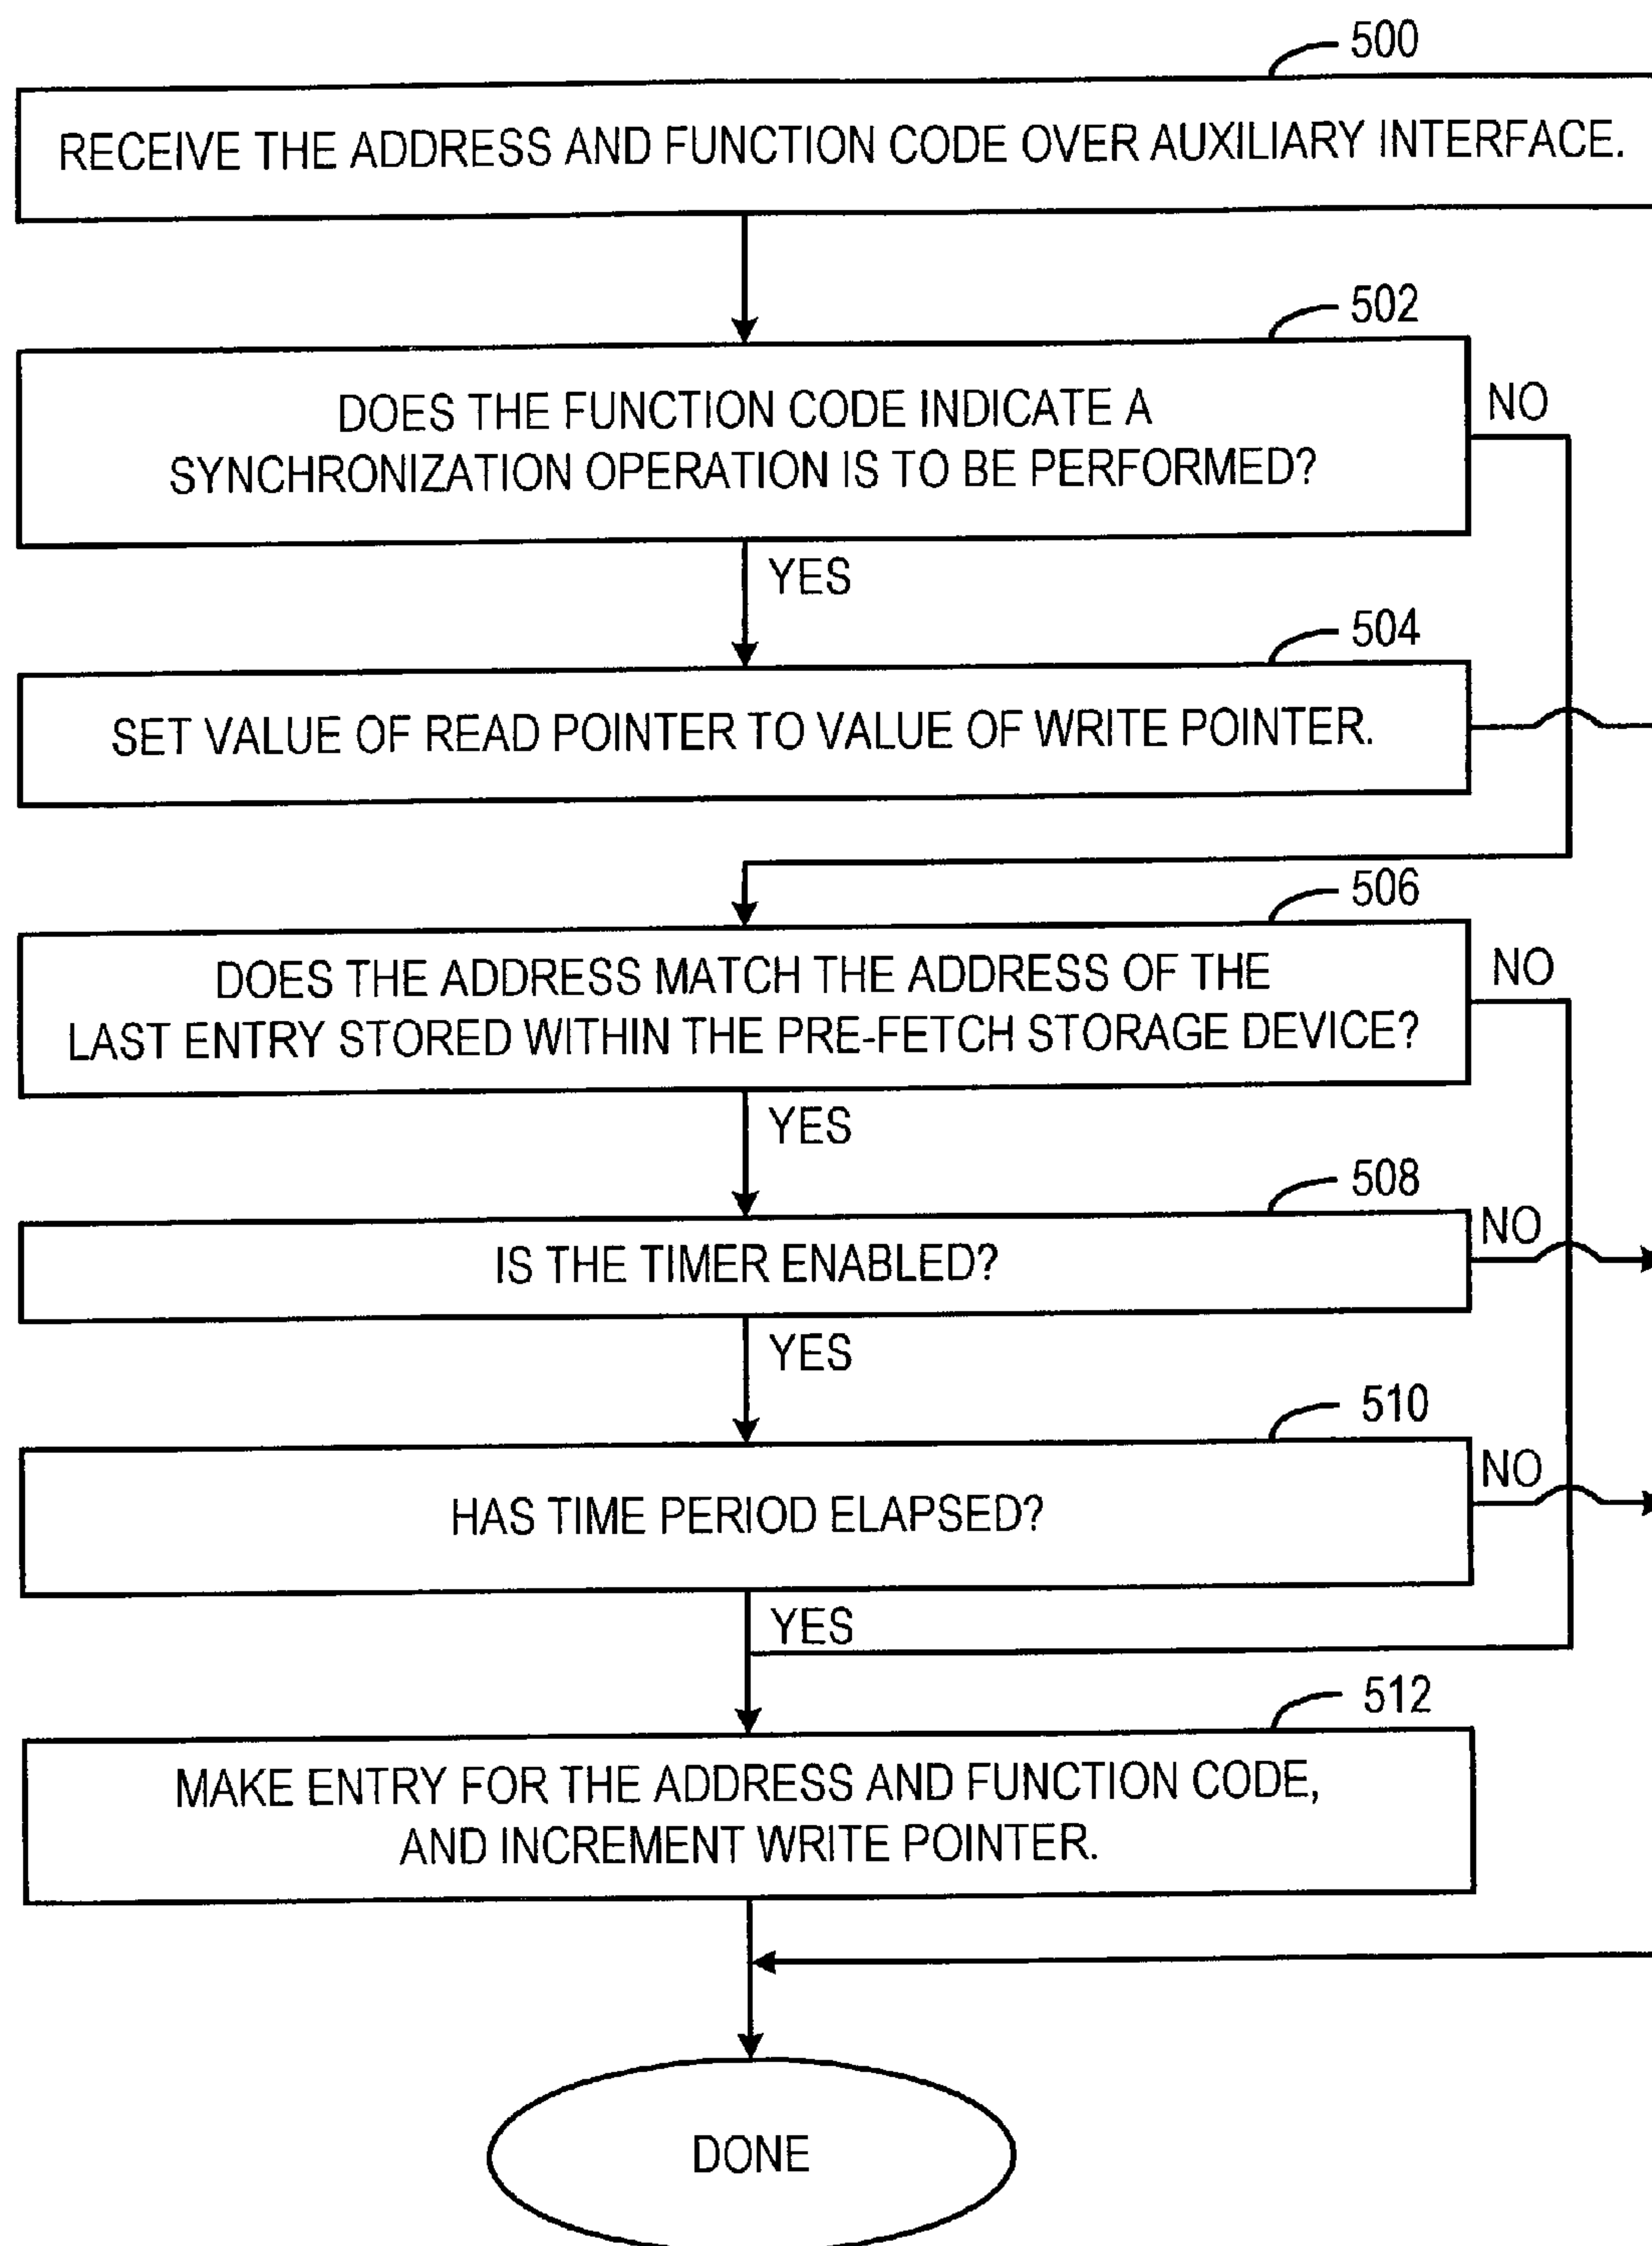 500
RECEIVE THE ADDRESS AND FUNCTION CODE OVER AUXILIARY INTERFACE.
502
DOES THE FUNCTION CODE INDICATE A
SYNCHRONIZATION OPERATION IS TO BE PERFORMED?
NO
YES
504
SET VALUE OF READ POINTER TO VALUE OF WRITE POINTER.
506
DOES THE ADDRESS MATCH THE ADDRESS OF THE
LAST ENTRY STORED WITHIN THE PRE-FETCH STORAGE DEVICE?
NO
YES
508
IS THE TIMER ENABLED?
NO
YES
510
HAS TIME PERIOD ELAPSED?
NO
YES
512
MAKE ENTRY FOR THE ADDRESS AND FUNCTION CODE,
AND INCREMENT WRITE POINTER.
DONE